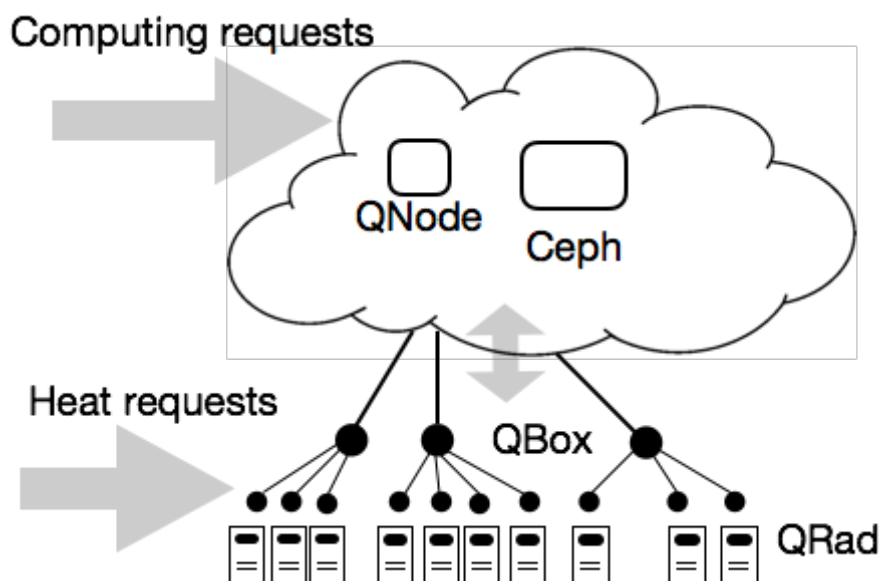 Computing requests
QNode
Ceph
Heat requests
QBox
QRad